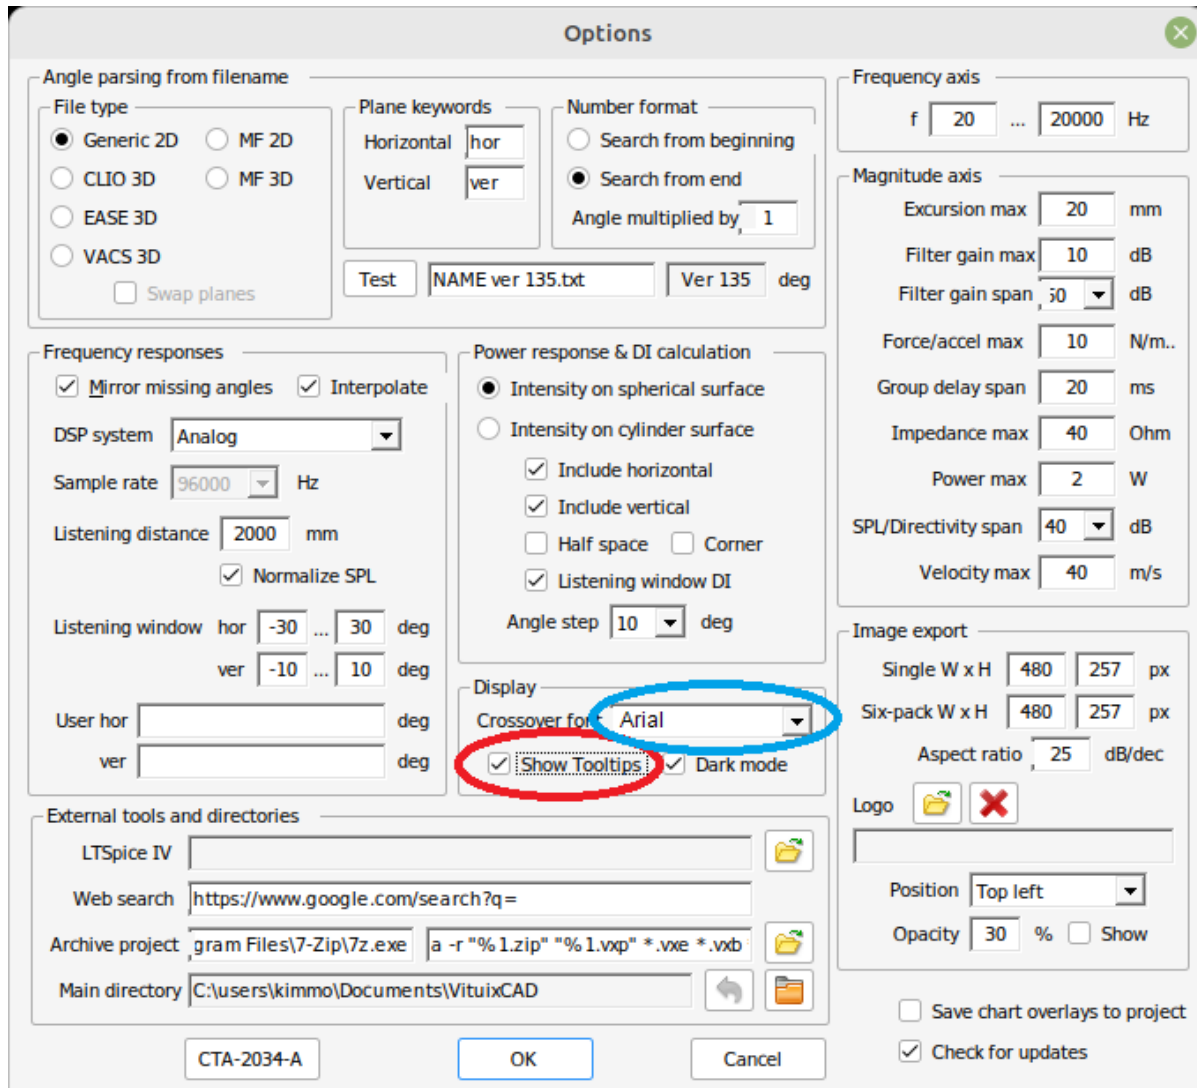 Options
Angle parsing from filename
File type
Generic 2D
MF 2D
CLIO 3D
MF 3D
EASE 3D
VACS 3D
Swap planes
Plane keywords
Horizontal hor
Vertical ver
Number format
Search from beginning
Search from end
Angle multiplied by 1
Test NAME ver 135.txt Ver 135 deg
Frequency axis
f 20 ... 20000 Hz
Magnitude axis
Excursion max 20 mm
Filter gain max 10 dB
Filter gain span 50 dB
Force/accel max 10 N/m..
Group delay span 20 ms
Impedance max 40 Ohm
Power max 2 W
SPL/Directivity span 40 dB
Velocity max 40 m/s
Frequency responses
Mirror missing angles Interpolate
DSP system Analog
Sample rate 96000 Hz
Listening distance 2000 mm
Normalize SPL
Listening window hor -30 ... 30 deg
ver -10 ... 10 deg
User hor deg
ver deg
Power response & DI calculation
Intensity on spherical surface
Intensity on cylinder surface
Include horizontal
Include vertical
Half space Corner
Listening window DI
Angle step 10 deg
Display
Crossover font Arial
Show Tooltips Dark mode
Image export
Single W x H 480 257 px
Six-pack W x H 480 257 px
Aspect ratio 25 dB/dec
Logo
Position Top left
Opacity 30 % Show
External tools and directories
LTSpice IV
Web search https://www.google.com/search?q=
Archive project gram Files\7-Zip\7z.exe a -r "%1.zip" "%1.vxp" *.vxe *.vxb
Main directory C:\users\kimmo\Documents\VituixCAD
Save chart overlays to project
Check for updates
CTA-2034-A OK Cancel